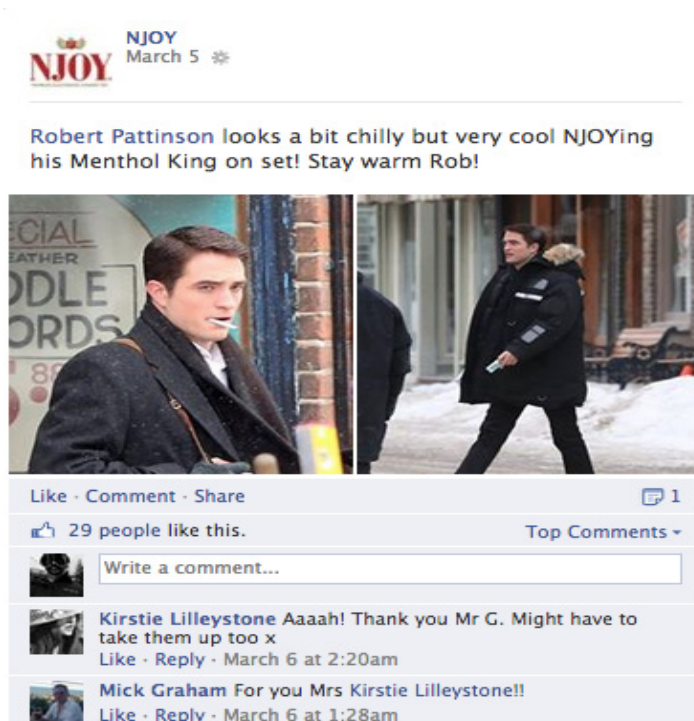 NJOY
NJOY
March 5
Robert Pattinson looks a bit chilly but very cool NJOYing
his Menthol King on set! Stay warm Rob!
ECIAL
EATHER
DDLE
ORDS
88
Like · Comment · Share
1
29 people like this.
Top Comments
Write a comment...
Kirstie Lilleystone Aaaah! Thank you Mr G. Might have to
take them up too x
Like · Reply · March 6 at 2:20am
Mick Graham For you Mrs Kirstie Lilleystone!!
Like · Reply · March 6 at 1:28am